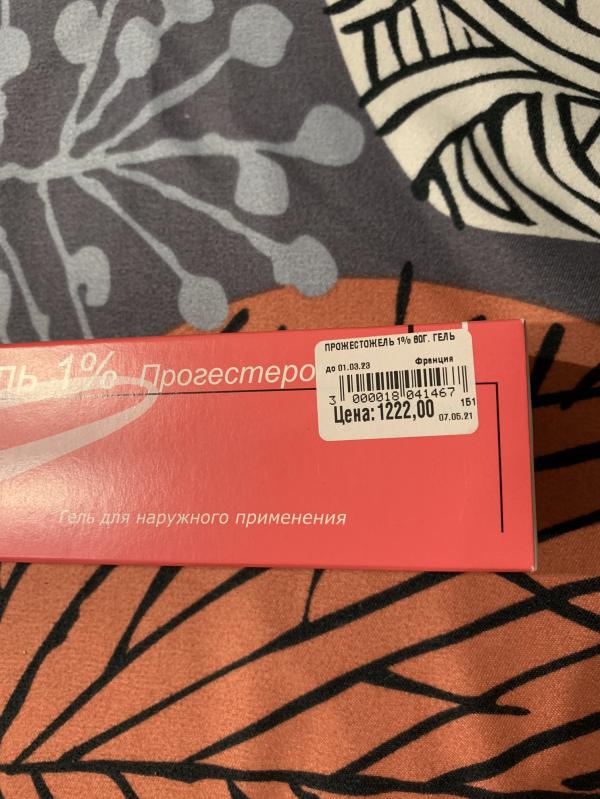 ль 1% Прогестеро
ПРОЖЕСТОЖЕЛЬ 1% 80Г. ГЕЛЬ
до 01.03.23 Франция
3 000018 041467
151
Цена: 1222,00 07.05.21
Гель для наружного применения